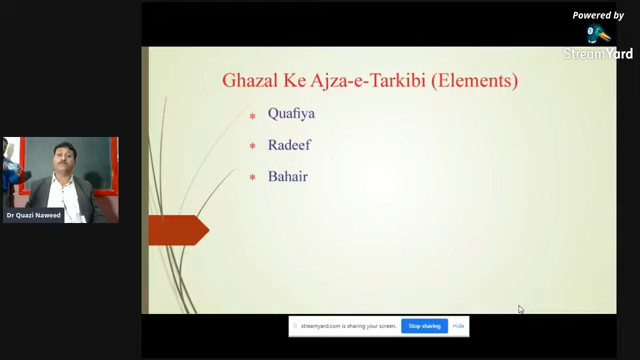 Powered by
StreamYard
Ghazal Ke Ajza-e-Tarkibi (Elements)
* Quafiya
* Radeef
* Bahair
Dr Quazi Naweed
streamyard.com is sharing your screen.
Stop sharing
Hide